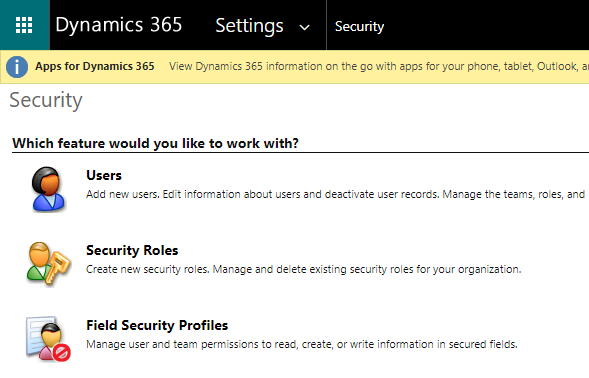 Dynamics 365 Settings Security
Apps for Dynamics 365 View Dynamics 365 information on the go with apps for your phone, tablet, Outlook,
Security
Which feature would you like to work with?
Users
Add new users. Edit information about users and deactivate user records. Manage the teams, roles, and
Security Roles
Create new security roles. Manage and delete existing security roles for your organization.
Field Security Profiles
Manage user and team permissions to read, create, or write information in secured fields.